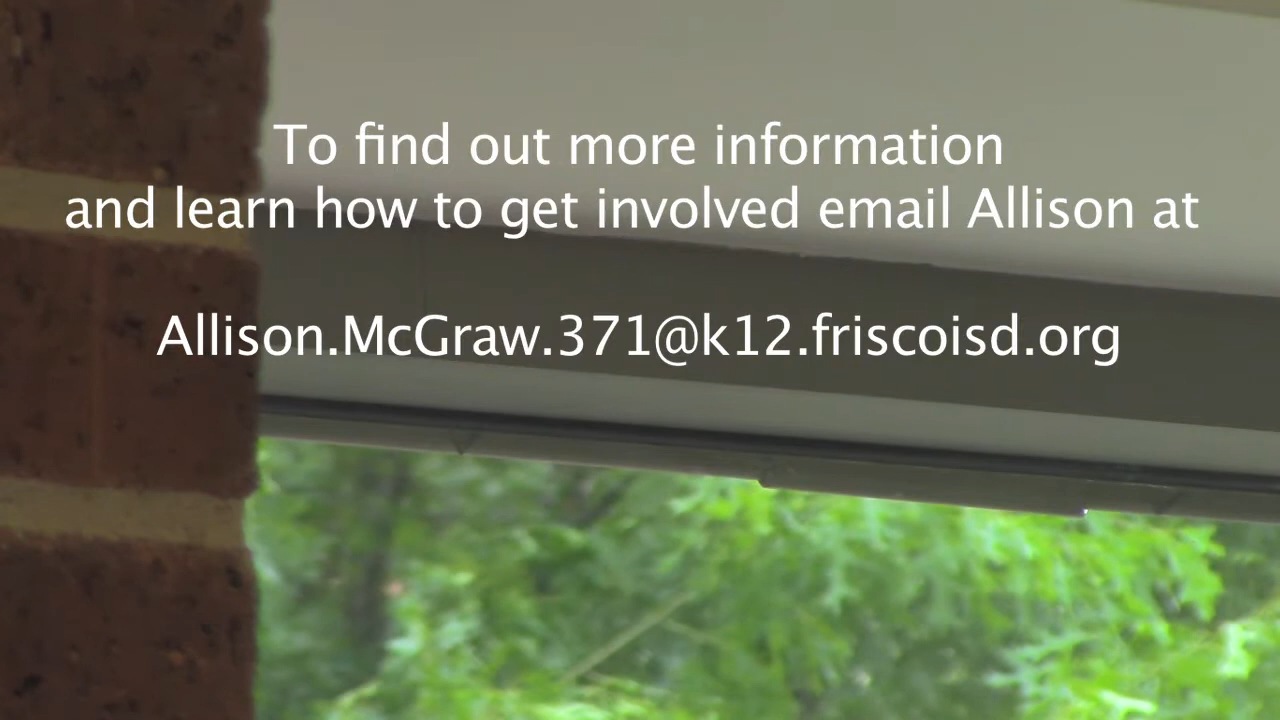 To find out more information
and learn how to get involved email Allison at
Allison.McGraw.371@k12.friscoisd.org